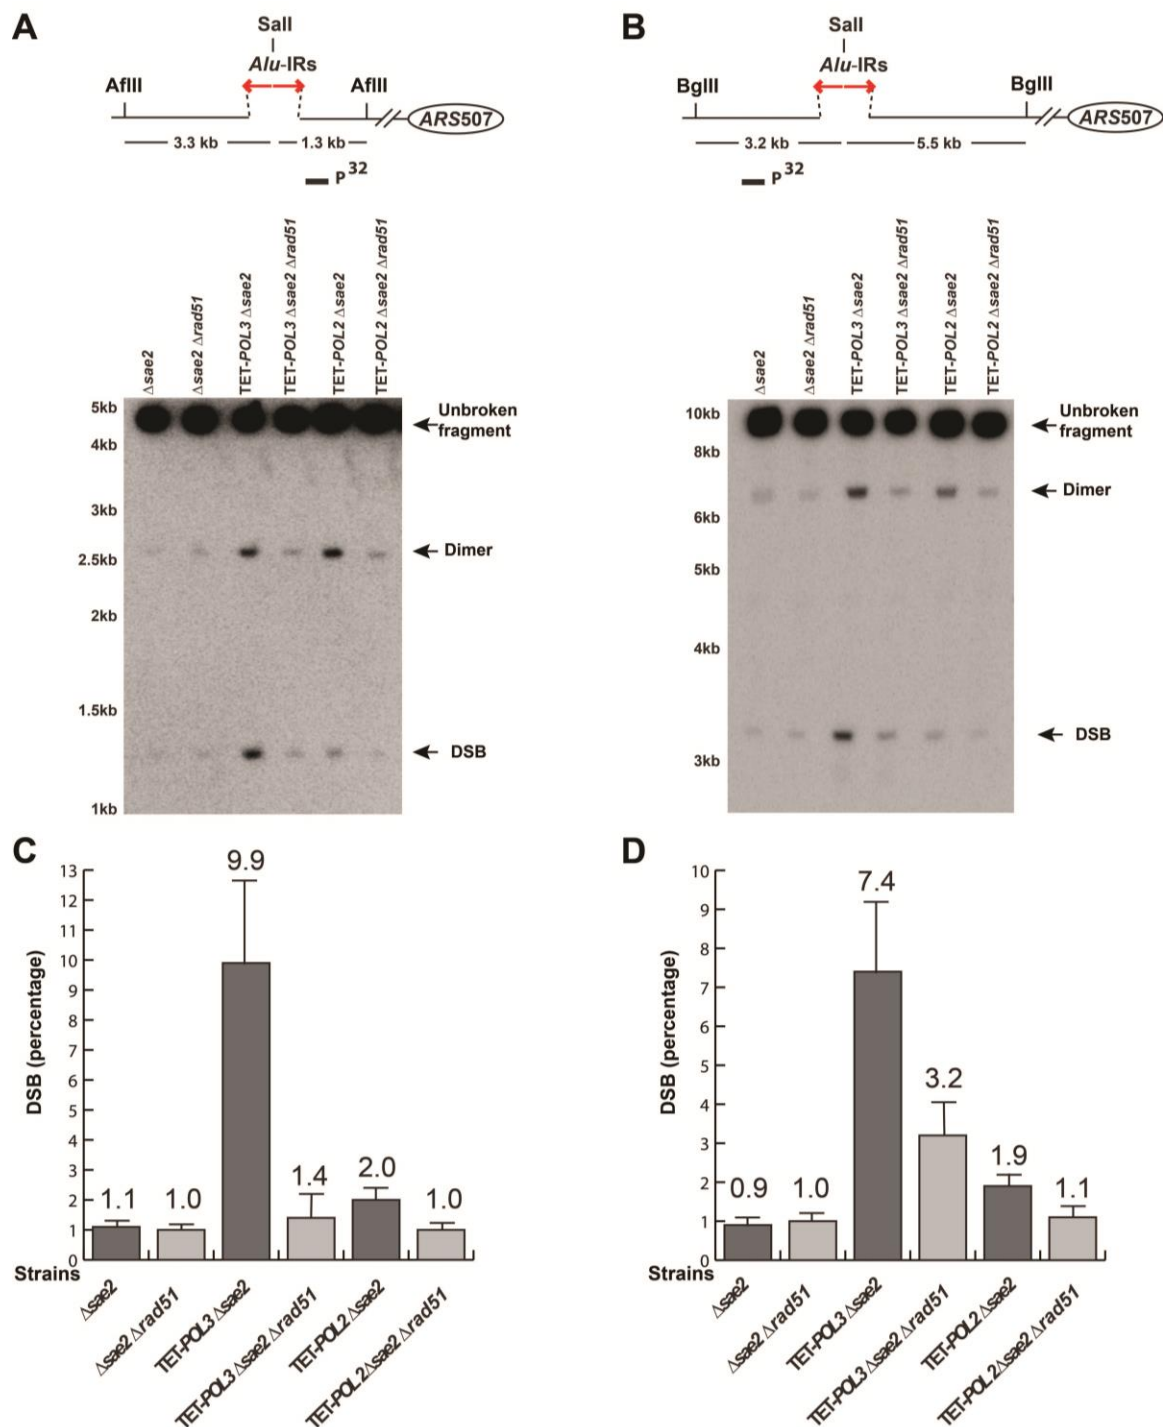 A
SalI
Alu-IRs
AflII
AflII
ARS507
3.3 kb
1.3 kb
P32
Δsae2
Δsae2 Δrad51
TET-POL3 Δsae2
TET-POL3 Δsae2 Δrad51
TET-POL2 Δsae2
TET-POL2 Δsae2 Δrad51
5kb
4kb
3kb
2.5kb
2kb
1.5kb
1kb
Unbroken
fragment
Dimer
DSB
B
SalI
Alu-IRs
BglII
BglII
ARS507
3.2 kb
5.5 kb
P32
Δsae2
Δsae2 Δrad51
TET-POL3 Δsae2
TET-POL3 Δsae2 Δrad51
TET-POL2 Δsae2
TET-POL2 Δsae2 Δrad51
10kb
8kb
6kb
5kb
4kb
3kb
Unbroken
fragment
Dimer
DSB
C
DSB (percentage)
13
12
11
10
9
8
7
6
5
4
3
2
1
0
1.1
1.0
9.9
1.4
2.0
1.0
Strains
Δsae2
Δsae2 Δrad51
TET-POL3 Δsae2
TET-POL3 Δsae2 Δrad51
TET-POL2 Δsae2
TET-POL2 Δsae2 Δrad51
D
DSB (percentage)
10
9
8
7
6
5
4
3
2
1
0
0.9
1.0
7.4
3.2
1.9
1.1
Strains
Δsae2
Δsae2 Δrad51
TET-POL3 Δsae2
TET-POL3 Δsae2 Δrad51
TET-POL2 Δsae2
TET-POL2 Δsae2 Δrad51